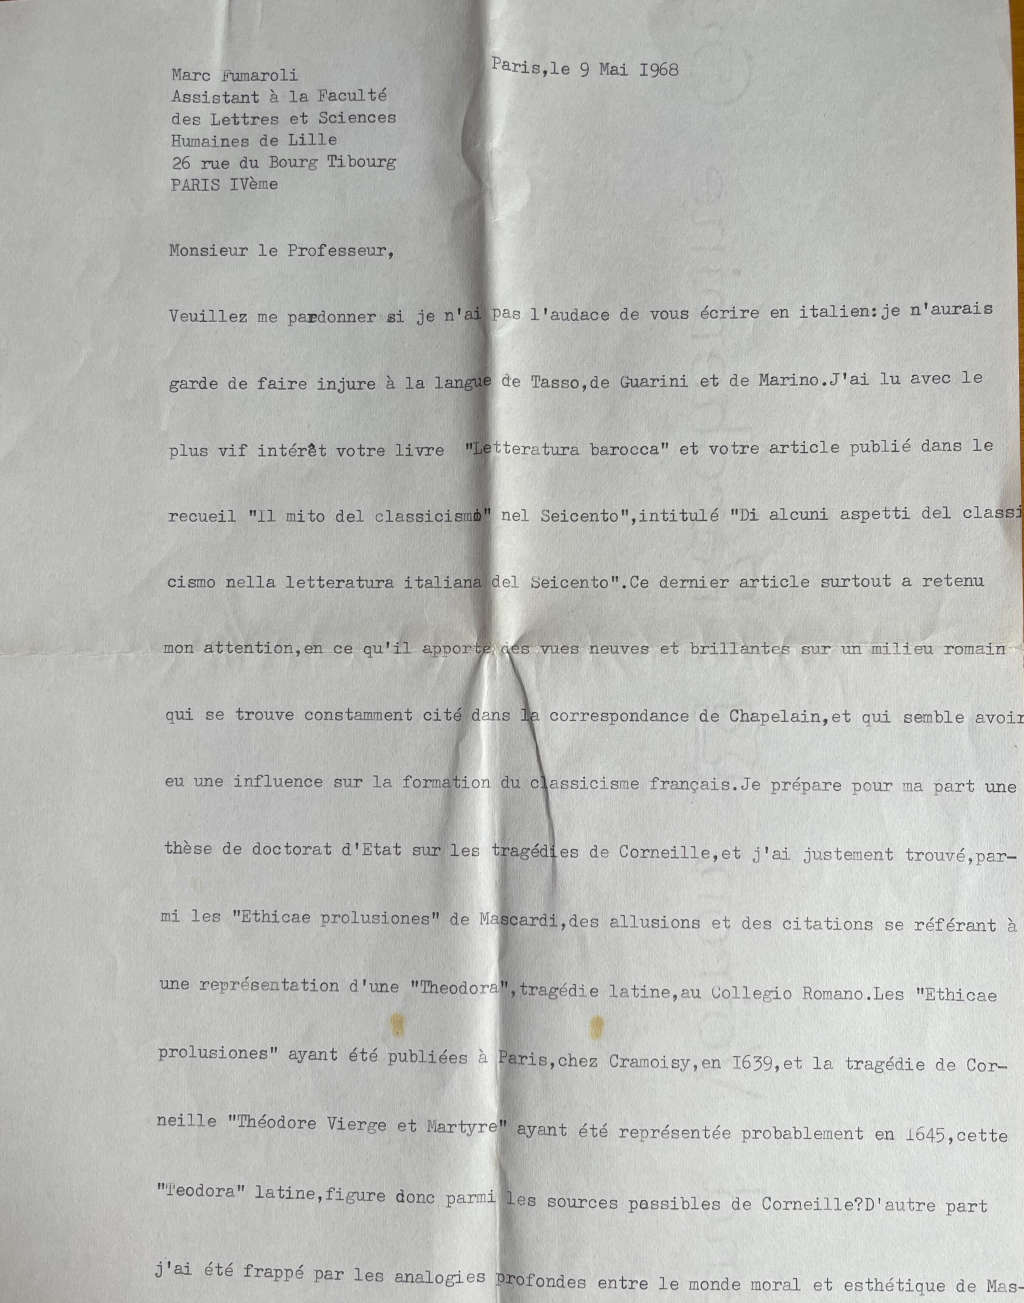 Paris,le 9 Mai I968
Marc Fumaroli
Assistant à la Faculté
des Lettres et Sciences
Humaines de Lille
26 rue du Bourg Tibourg
PARIS IVème
Monsieur le Professeur,
Veuillez me pardonner si je n'ai pas l'audace de vous écrire en italien:je n'aurais
garde de faire injure à la langue de Tasso,de Guarini et de Marino.J'ai lu avec le
plus vif intérêt votre livre "Letteratura barocca" et votre article publié dans le
recueil "Il mito del classicismo" nel Seicento",intitulé "Di alcuni aspetti del classi
cismo nella letteratura italiana del Seicento".Ce dernier article surtout a retenu
mon attention,en ce qu'il apporte des vues neuves et brillantes sur un milieu romain
qui se trouve constamment cité dans la correspondance de Chapelain,et qui semble avoir
eu une influence sur la formation du classicisme français.Je prépare pour ma part une
thèse de doctorat d'Etat sur les tragédies de Corneille,et j'ai justement trouvé,par-
mi les "Ethicae prolusiones" de Mascardi,des allusions et des citations se référant à
une représentation d'une "Theodora",tragédie latine,au Collegio Romano.Les "Ethicae
prolusiones" ayant été publiées à Paris,chez Cramoisy,en I639,et la tragédie de Cor-
neille "Théodore Vierge et Martyre" ayant été représentée probablement en 1645,cette
"Teodora" latine,figure donc parmi les sources possibles de Corneille?D'autre part
j'ai été frappé par les analogies profondes entre le monde moral et esthétique de Mas-